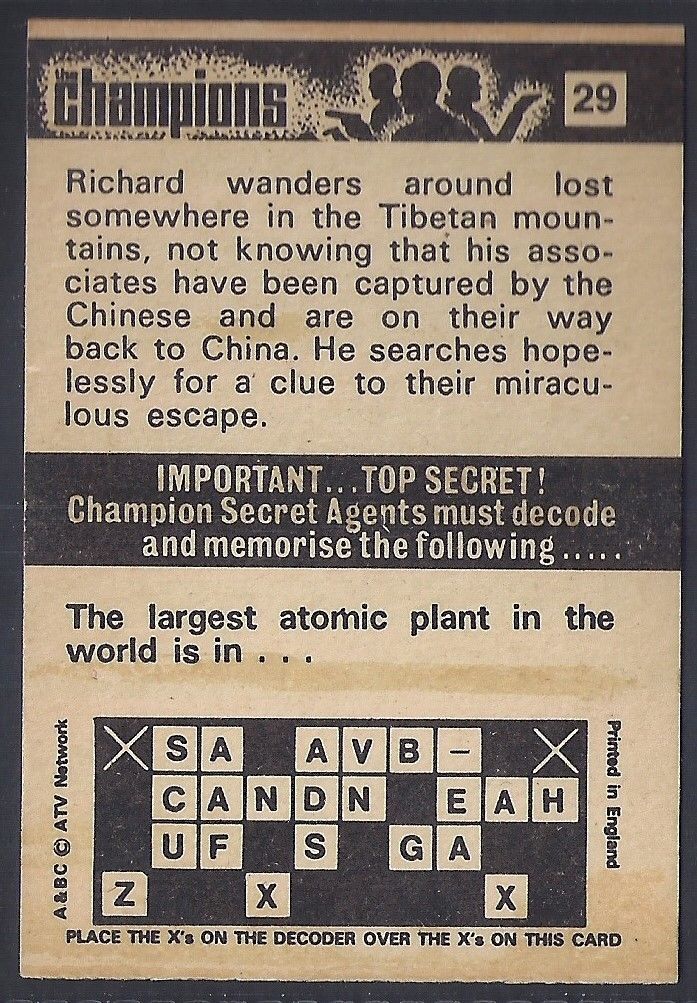 the champions
29
Richard wanders around lost
somewhere in the Tibetan moun-
tains, not knowing that his asso-
ciates have been captured by the
Chinese and are on their way
back to China. He searches hope-
lessly for a clue to their miracu-
lous escape.
IMPORTANT...TOP SECRET!
Champion Secret Agents must decode
and memorise the following .....
The largest atomic plant in the
world is in . . .
A&BC © ATV Network
X S A A V B – X
C A N D N E A H
U F S G A
Z X X
Printed in England
PLACE THE X's ON THE DECODER OVER THE X's ON THIS CARD